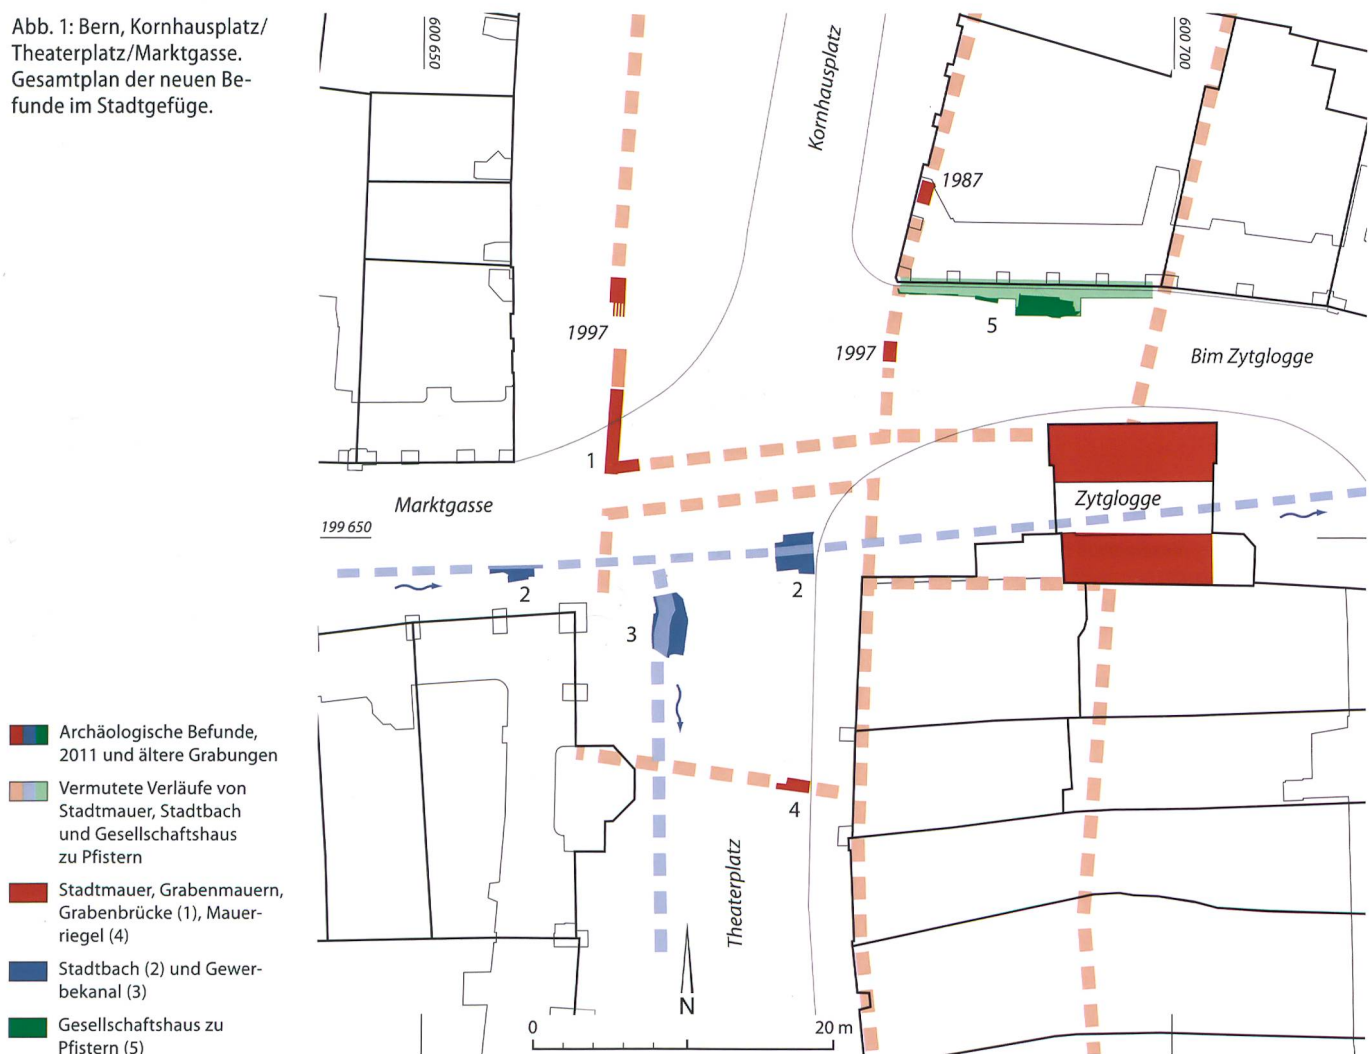 Abb. 1: Bern, Kornhausplatz/
Theaterplatz/Marktgasse.
Gesamtplan der neuen Be-
funde im Stadtgefüge.
600 650
Kornhausplatz
600 700
1987
1997
5
1997
Bim Zytglogge
1
Marktgasse
Zytglogge
199 650
2
2
3
4
Theaterplatz
N
0
20 m
Archäologische Befunde,
2011 und ältere Grabungen
Vermutete Verläufe von
Stadtmauer, Stadtbach
und Gesellschaftshaus
zu Pfistern
Stadtmauer, Grabenmauern,
Grabenbrücke (1), Mauer-
riegel (4)
Stadtbach (2) und Gewer-
bekanal (3)
Gesellschaftshaus zu
Pfistern (5)